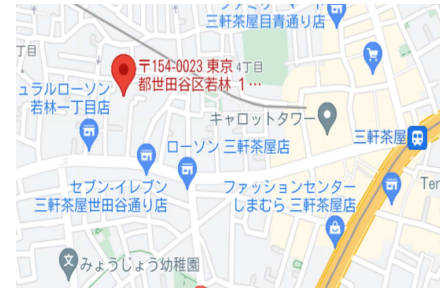 三軒茶屋目青通り店
丁目
〒154-0023 東京
都世田谷区若林 1…
4丁目
ュラルローソン
若林一丁目店
キャロットタワー
三軒茶屋
ローソン 三軒茶屋店
セブン-イレブン
三軒茶屋世田谷通り店
ファッションセンター
しまむら 三軒茶屋店
Ten
みょうじょう幼稚園